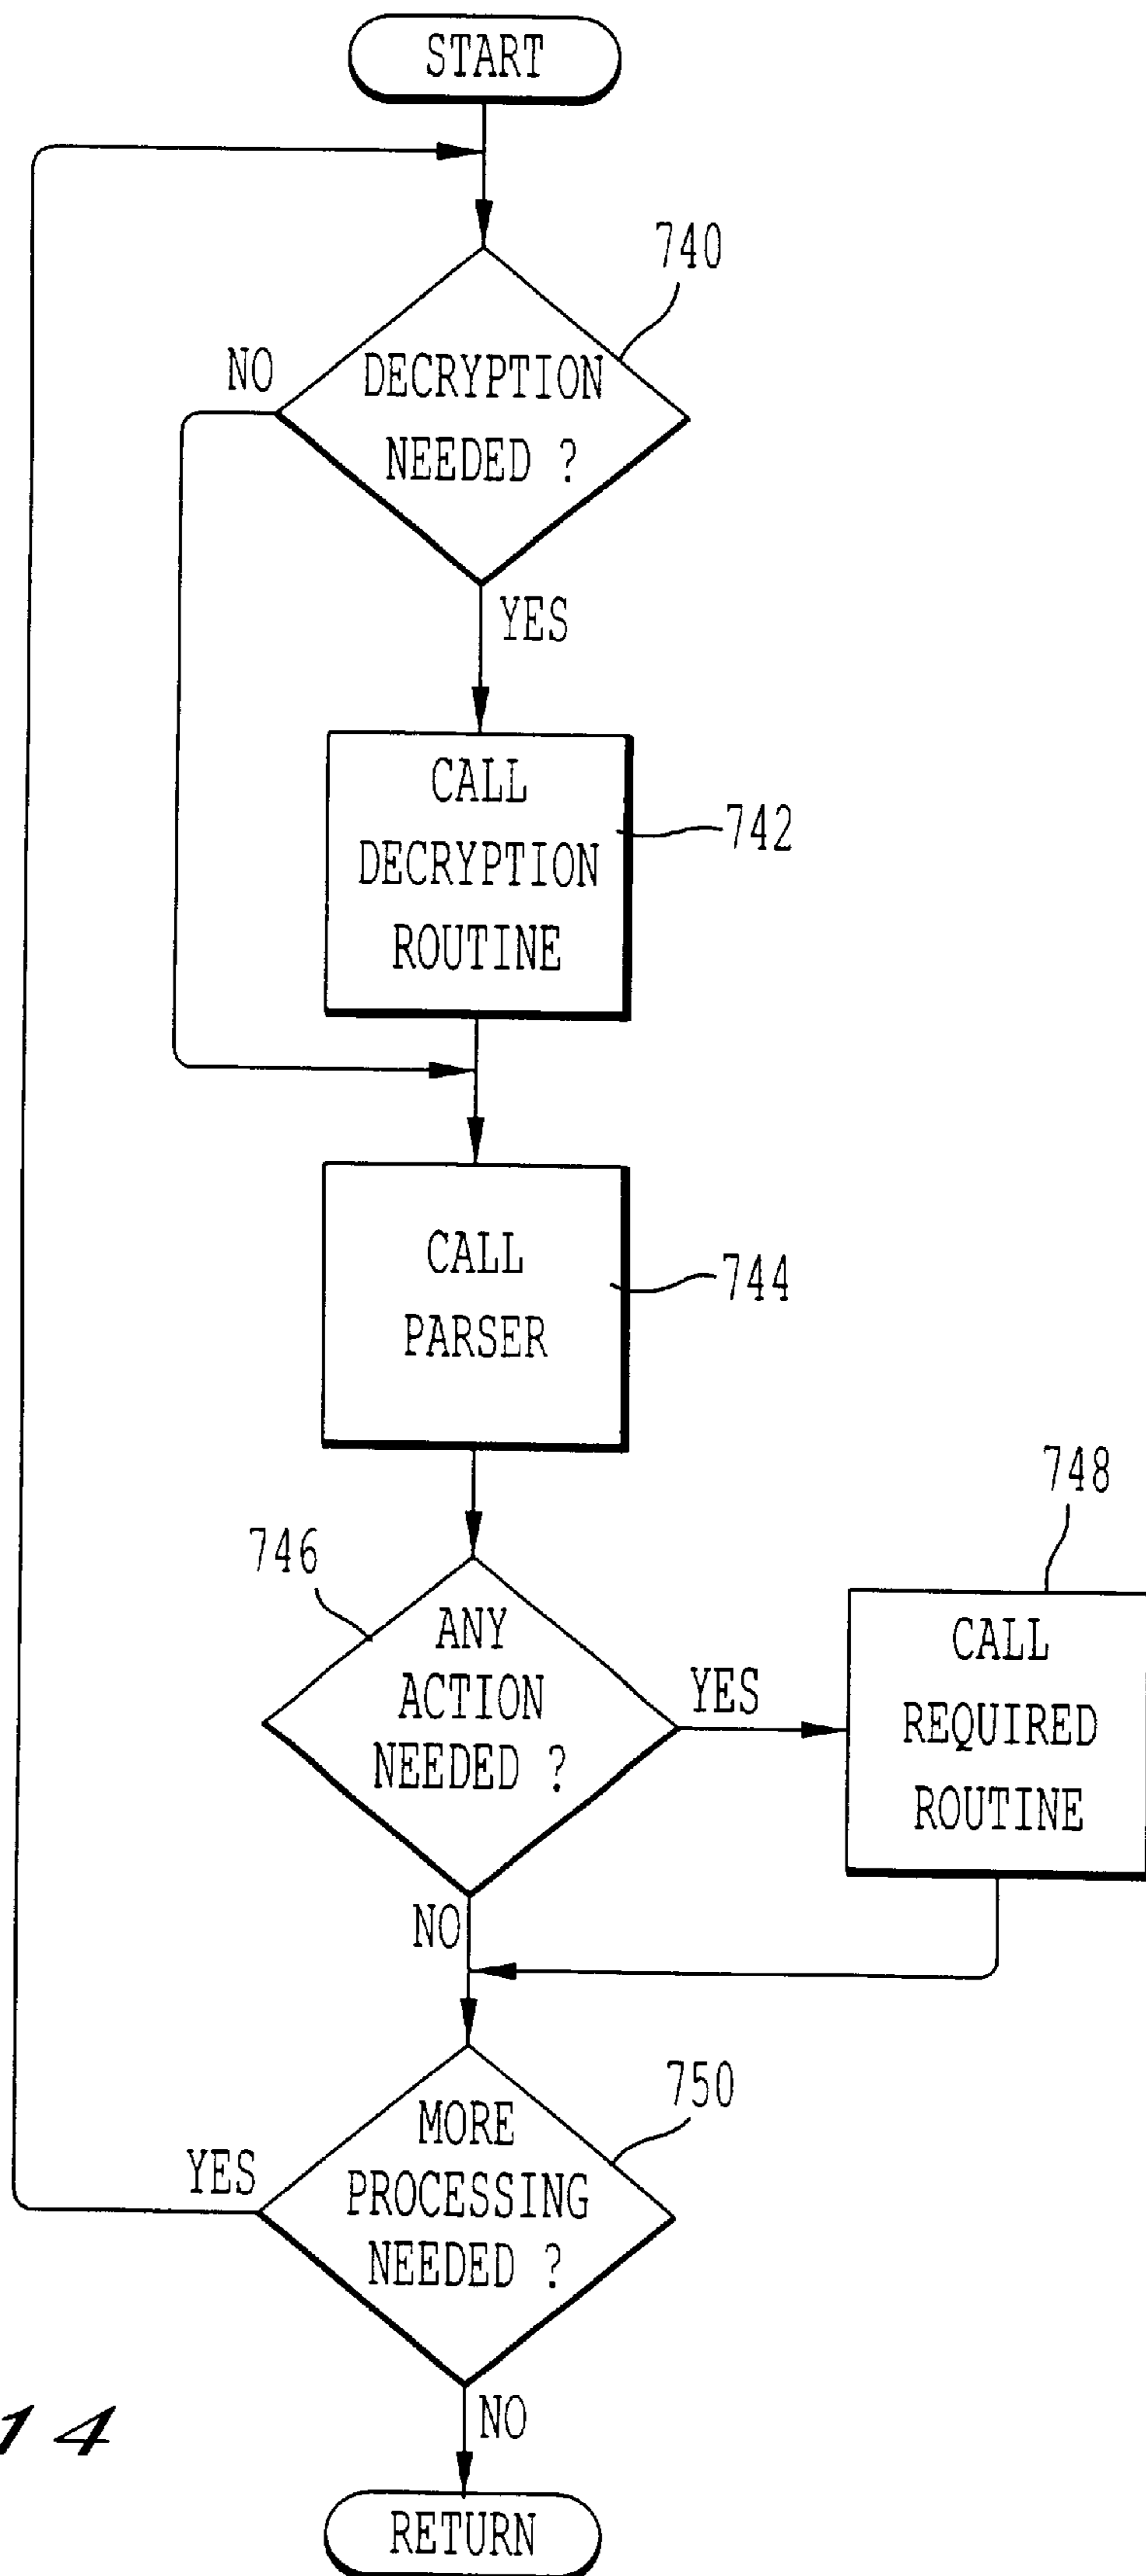 START
740
NO
DECRYPTION
NEEDED ?
YES
CALL
DECRYPTION
ROUTINE
742
CALL
PARSER
744
746
ANY
ACTION
NEEDED ?
YES
748
CALL
REQUIRED
ROUTINE
NO
750
MORE
PROCESSING
NEEDED ?
YES
NO
14
RETURN